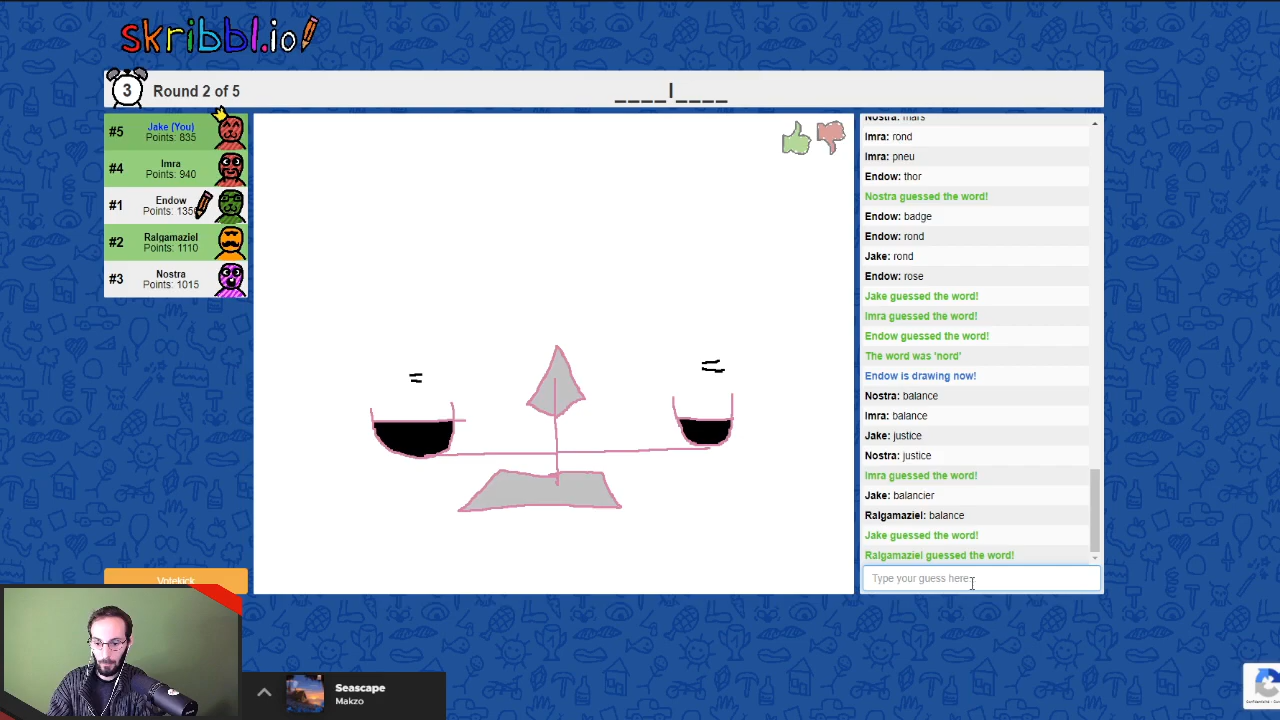 skribbl.io!
3
Round 2 of 5
____l____
#5
Jake (You)
Points: 835
#4
Imra
Points: 940
#1
Endow
Points: 1350
#2
Ralgamaziel
Points: 1110
#3
Nostra
Points: 1015
Votekick
Nostra: mars
Imra: rond
Imra: pneu
Endow: thor
Nostra guessed the word!
Endow: badge
Endow: rond
Jake: rond
Endow: rose
Jake guessed the word!
Imra guessed the word!
Endow guessed the word!
The word was 'nord'
Endow is drawing now!
Nostra: balance
Imra: balance
Jake: justice
Nostra: justice
Imra guessed the word!
Jake: balancier
Ralgamaziel: balance
Jake guessed the word!
Ralgamaziel guessed the word!
Type your guess here
Seascape
Makzo